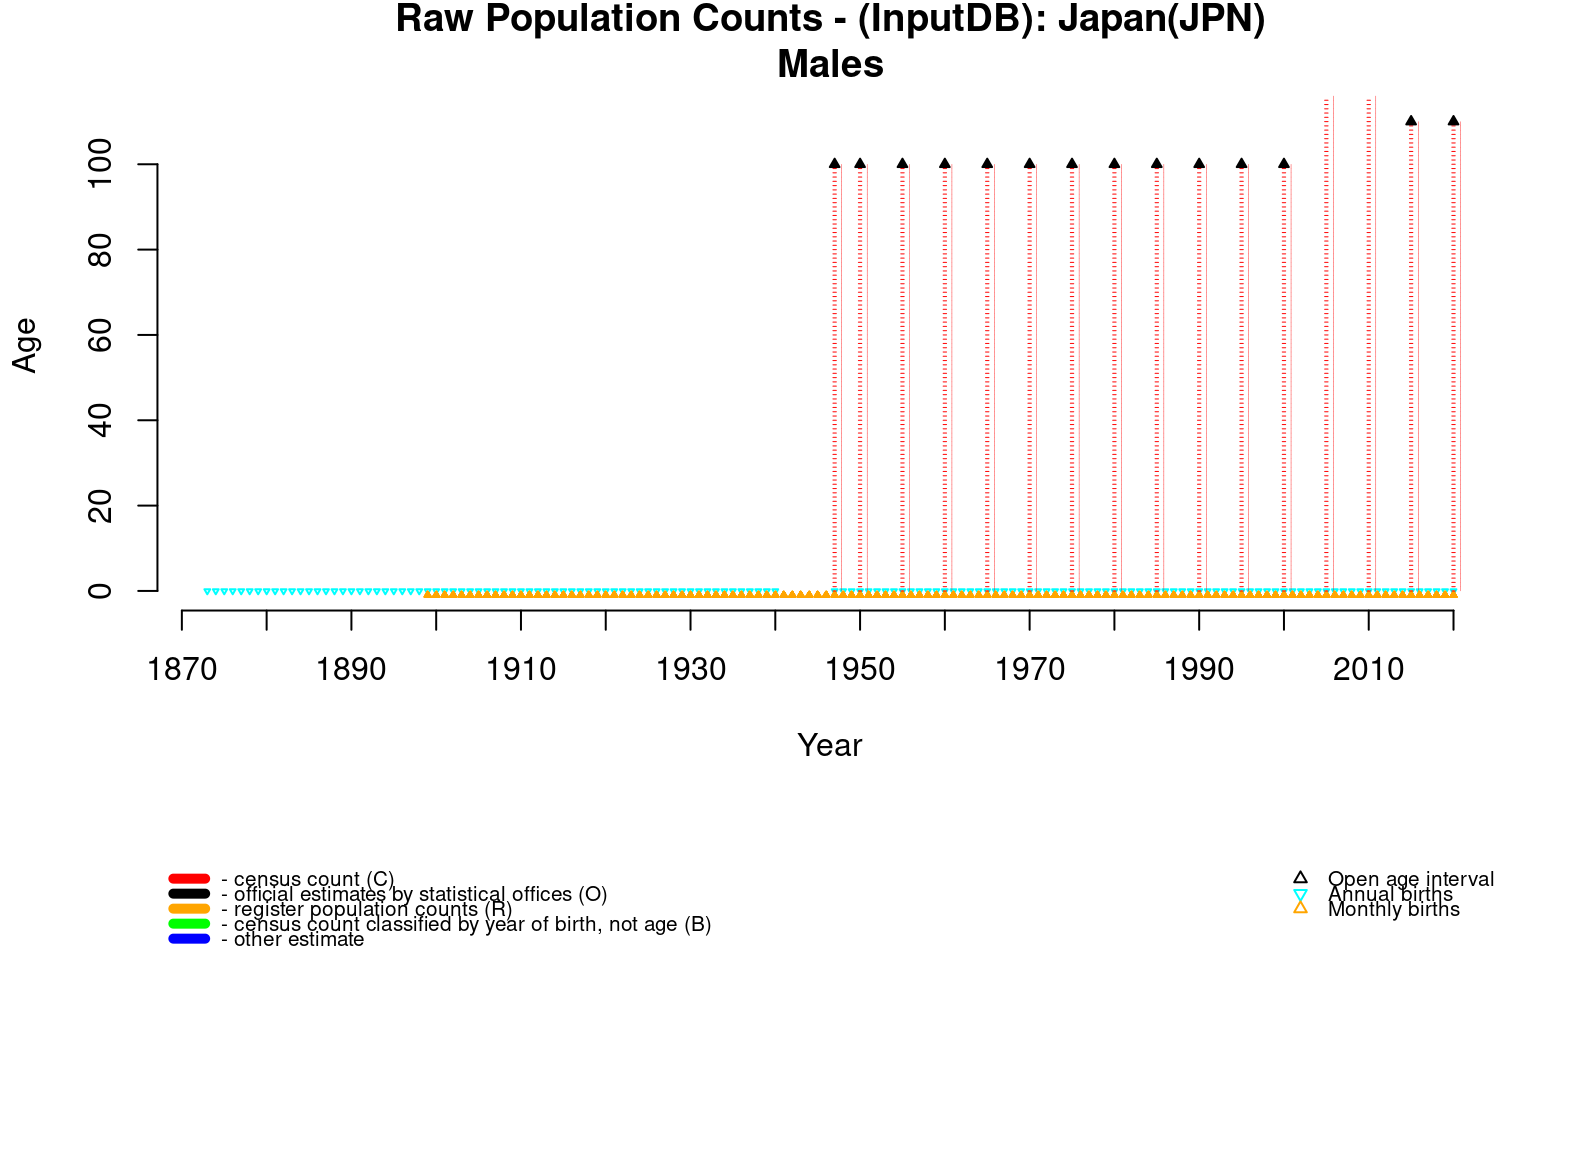 Raw Population Counts - (InputDB): Japan(JPN)
Males
Age
100
80
60
40
20
0
1870 1890 1910 1930 1950 1970 1990 2010
Year
- census count (C)
- official estimates by statistical offices (O)
- register population counts (R)
- census count classified by year of birth, not age (B)
- other estimate
Open age interval
Annual births
Monthly births